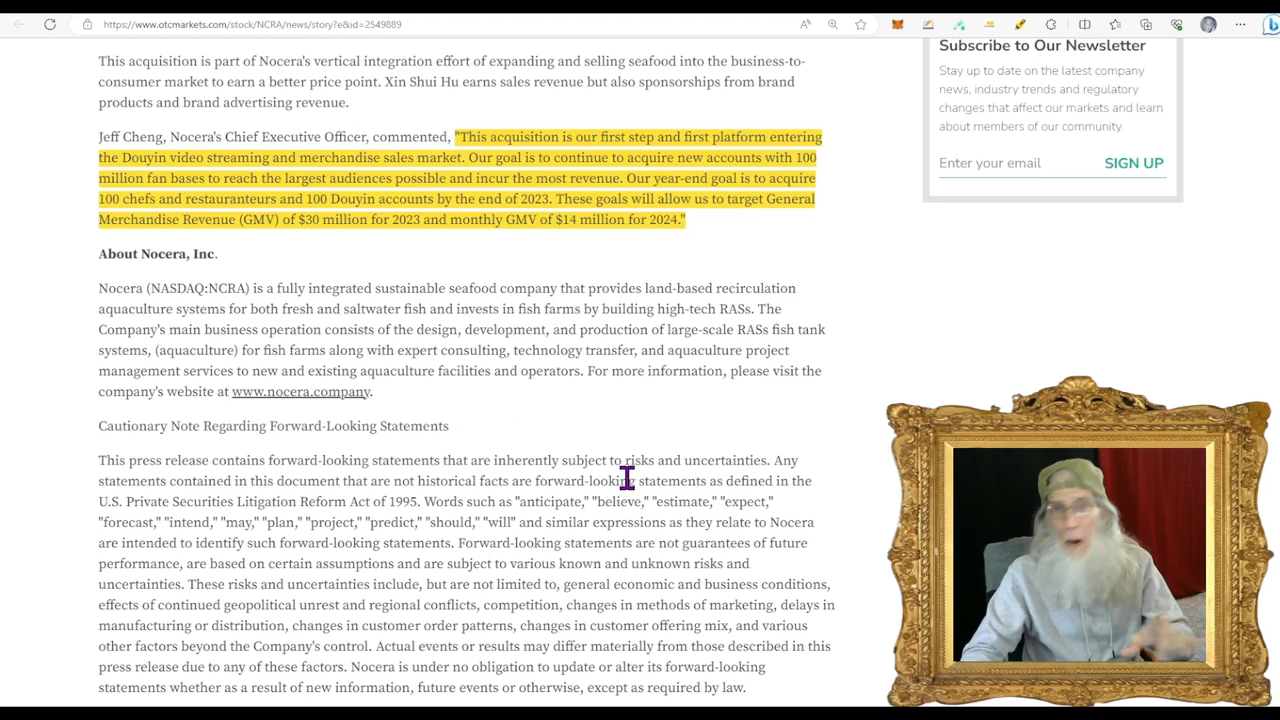 https://www.otcmarkets.com/stock/NCRA/news/story?e&id=2549889
This acquisition is part of Nocera's vertical integration effort of expanding and selling seafood into the business-to-
consumer market to earn a better price point. Xin Shui Hu earns sales revenue but also sponsorships from brand
products and brand advertising revenue.
Jeff Cheng, Nocera's Chief Executive Officer, commented, "This acquisition is our first step and first platform entering
the Douyin video streaming and merchandise sales market. Our goal is to continue to acquire new accounts with 100
million fan bases to reach the largest audiences possible and incur the most revenue. Our year-end goal is to acquire
100 chefs and restauranteurs and 100 Douyin accounts by the end of 2023. These goals will allow us to target General
Merchandise Revenue (GMV) of $30 million for 2023 and monthly GMV of $14 million for 2024."
About Nocera, Inc.
Nocera (NASDAQ:NCRA) is a fully integrated sustainable seafood company that provides land-based recirculation
aquaculture systems for both fresh and saltwater fish and invests in fish farms by building high-tech RASs. The
Company's main business operation consists of the design, development, and production of large-scale RASs fish tank
systems, (aquaculture) for fish farms along with expert consulting, technology transfer, and aquaculture project
management services to new and existing aquaculture facilities and operators. For more information, please visit the
company's website at www.nocera.company.
Cautionary Note Regarding Forward-Looking Statements
This press release contains forward-looking statements that are inherently subject to risks and uncertainties. Any
statements contained in this document that are not historical facts are forward-looking statements as defined in the
U.S. Private Securities Litigation Reform Act of 1995. Words such as "anticipate," "believe," "estimate," "expect,"
"forecast," "intend," "may," "plan," "project," "predict," "should," "will" and similar expressions as they relate to Nocera
are intended to identify such forward-looking statements. Forward-looking statements are not guarantees of future
performance, are based on certain assumptions and are subject to various known and unknown risks and
uncertainties. These risks and uncertainties include, but are not limited to, general economic and business conditions,
effects of continued geopolitical unrest and regional conflicts, competition, changes in methods of marketing, delays in
manufacturing or distribution, changes in customer order patterns, changes in customer offering mix, and various
other factors beyond the Company's control. Actual events or results may differ materially from those described in this
press release due to any of these factors. Nocera is under no obligation to update or alter its forward-looking
statements whether as a result of new information, future events or otherwise, except as required by law.
Subscribe to Our Newsletter
Stay up to date on the latest company
news, industry trends and regulatory
changes that affect our markets and learn
about members of our community.
Enter your email SIGN UP